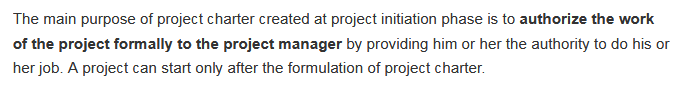 The main purpose of project charter created at project initiation phase is to authorize the work
of the project formally to the project manager by providing him or her the authority to do his or
her job. A project can start only after the formulation of project charter.